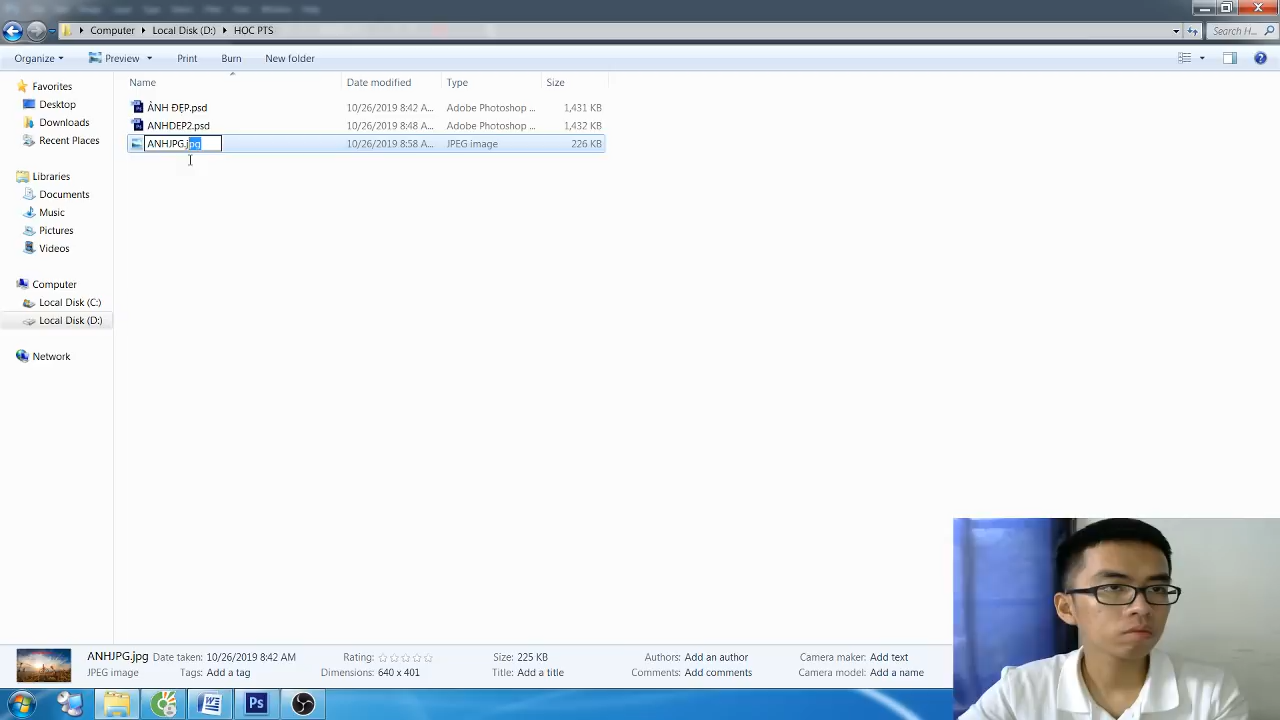 Computer ▸ Local Disk (D:) ▸ HOC PTS
Search H...
Organize Preview Print Burn New folder
Name Date modified Type Size
Favorites
Desktop
Downloads
Recent Places
Libraries
Documents
Music
Pictures
Videos
Computer
Local Disk (C:)
Local Disk (D:)
Network
ẢNH ĐẸP.psd 10/26/2019 8:42 A... Adobe Photoshop ... 1,431 KB
ANHDEP2.psd 10/26/2019 8:48 A... Adobe Photoshop ... 1,432 KB
ANHJPG.jpg 10/26/2019 8:58 A... JPEG image 226 KB
ANHJPG.jpg Date taken: 10/26/2019 8:42 AM Rating: Size: 225 KB Authors: Add an author Camera maker: Add text
JPEG image Tags: Add a tag Dimensions: 640 x 401 Title: Add a title Comments: Add comments Camera model: Add a name
Ps